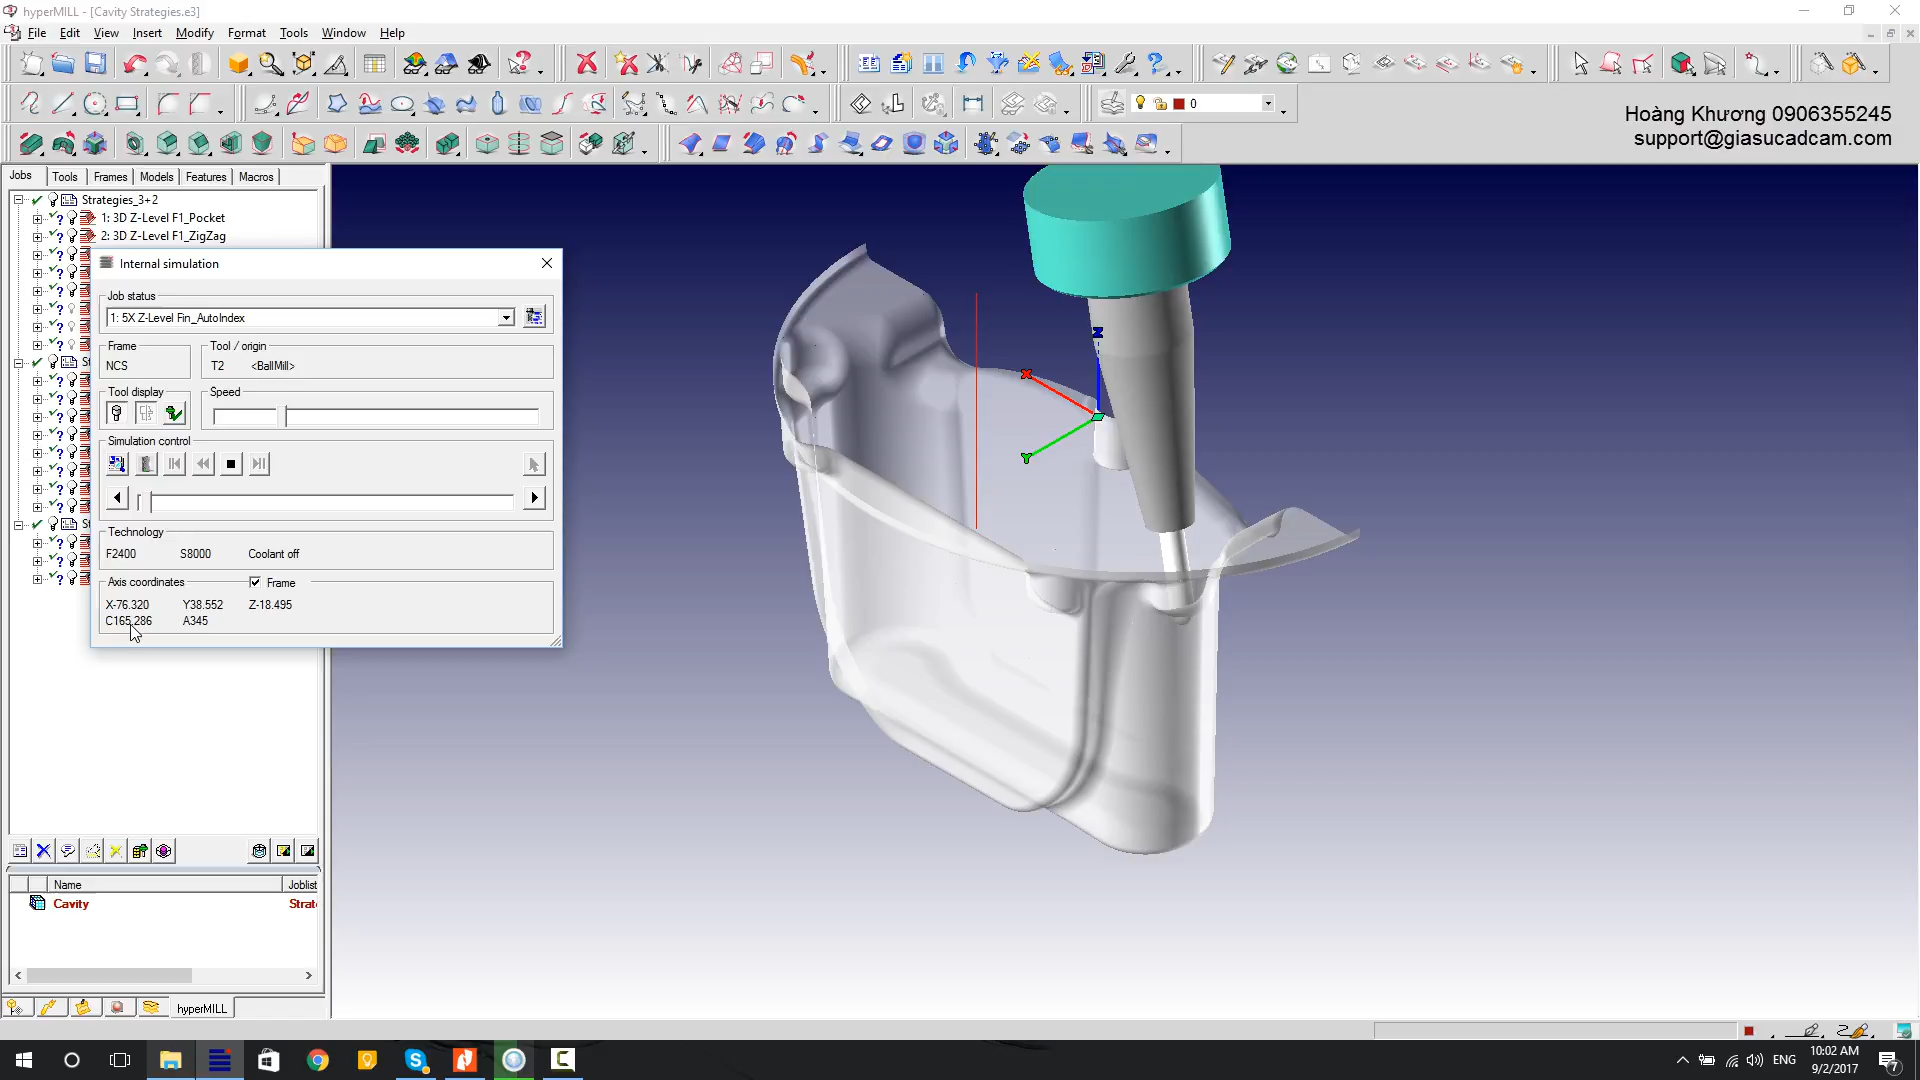 hyperMILL - [Cavity Strategies.e3]
File Edit View Insert Modify Format Tools Window Help
0
Hoàng Khương 0906355245
support@giasucadcam.com
Jobs Tools Frames Models Features Macros
Strategies_3+2
1: 3D Z-Level F1_Pocket
2: 3D Z-Level F1_ZigZag
Internal simulation
Job status
1: 5X Z-Level Fin_AutoIndex
Frame Tool / origin
NCS T2 <BallMill>
Tool display Speed
Simulation control
Technology
F2400 S8000 Coolant off
Axis coordinates Frame
X-76.320 Y38.552 Z-18.495
C165.286 A345
Z
X
Y
Name Joblist
Cavity Strate
hyperMILL
ENG
10:02 AM
9/2/2017
7